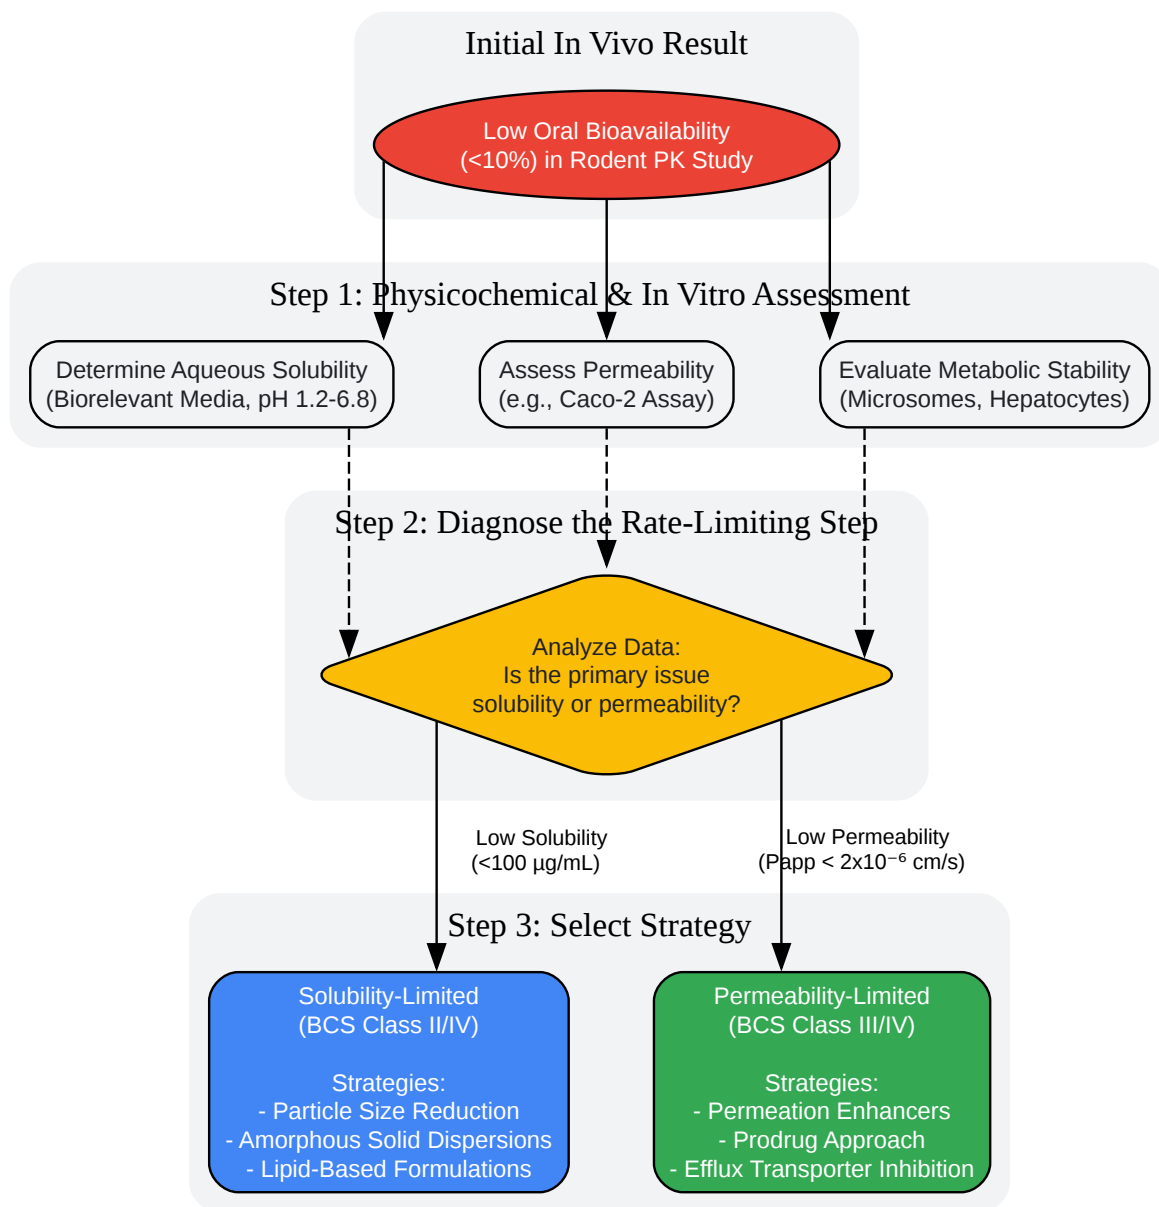 Initial In Vivo Result
Low Oral Bioavailability
(<10%) in Rodent PK Study
Step 1: Physicochemical & In Vitro Assessment
Determine Aqueous Solubility
(Biorelevant Media, pH 1.2-6.8)
Assess Permeability
(e.g., Caco-2 Assay)
Evaluate Metabolic Stability
(Microsomes, Hepatocytes)
Step 2: Diagnose the Rate-Limiting Step
Analyze Data:
Is the primary issue
solubility or permeability?
Low Solubility
(<100 µg/mL)
Low Permeability
(Papp < 2x10⁻⁶ cm/s)
Step 3: Select Strategy
Solubility-Limited
(BCS Class II/IV)
Strategies:
- Particle Size Reduction
- Amorphous Solid Dispersions
- Lipid-Based Formulations
Permeability-Limited
(BCS Class III/IV)
Strategies:
- Permeation Enhancers
- Prodrug Approach
- Efflux Transporter Inhibition